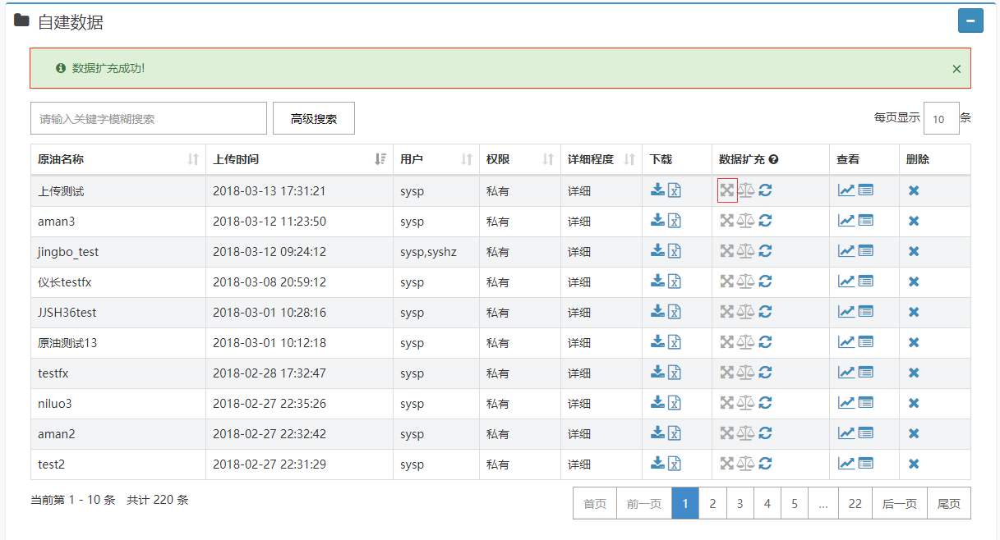 自建数据
数据扩充成功!
×
请输入关键字模糊搜索 高级搜索 每页显示 10 条
原油名称 上传时间 用户 权限 详细程度 下载 数据扩充 查看 删除
上传测试 2018-03-13 17:31:21 sysp 私有 详细
aman3 2018-03-12 11:23:50 sysp 私有 详细
jingbo_test 2018-03-12 09:24:12 sysp,syshz 私有 详细
仪长testfx 2018-03-08 20:59:12 sysp 私有 详细
JJSH36test 2018-03-01 10:28:16 sysp 私有 详细
原油测试13 2018-03-01 10:12:18 sysp 私有 详细
testfx 2018-02-28 17:32:47 sysp 私有 详细
niluo3 2018-02-27 22:35:26 sysp 私有 详细
aman2 2018-02-27 22:32:42 sysp 私有 详细
test2 2018-02-27 22:31:29 sysp 私有 详细
当前第 1 - 10 条 共计 220 条 首页 前一页 1 2 3 4 5 ... 22 后一页 尾页